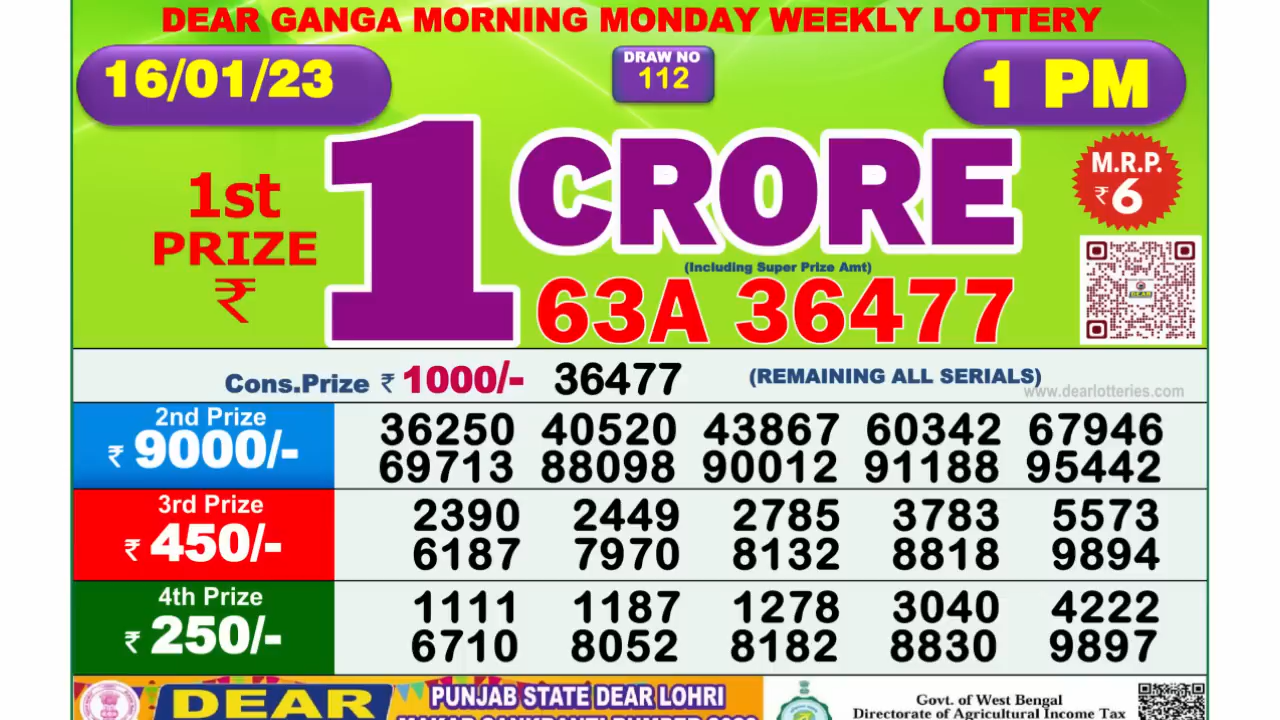 DEAR GANGA MORNING MONDAY WEEKLY LOTTERY
16/01/23
DRAW NO
112
1 PM
1st
PRIZE
₹
1 CRORE
(Including Super Prize Amt)
63A 36477
M.R.P.
₹6
DEAR
Cons.Prize ₹ 1000/- 36477 (REMAINING ALL SERIALS)
www.dearlotteries.com
2nd Prize
₹ 9000/-
36250 40520 43867 60342 67946
69713 88098 90012 91188 95442
3rd Prize
₹ 450/-
2390 2449 2785 3783 5573
6187 7970 8132 8818 9894
4th Prize
₹ 250/-
1111 1187 1278 3040 4222
6710 8052 8182 8830 9897
DEAR
PUNJAB STATE DEAR LOHRI
Govt. of West Bengal
Directorate of Agricultural Income Tax